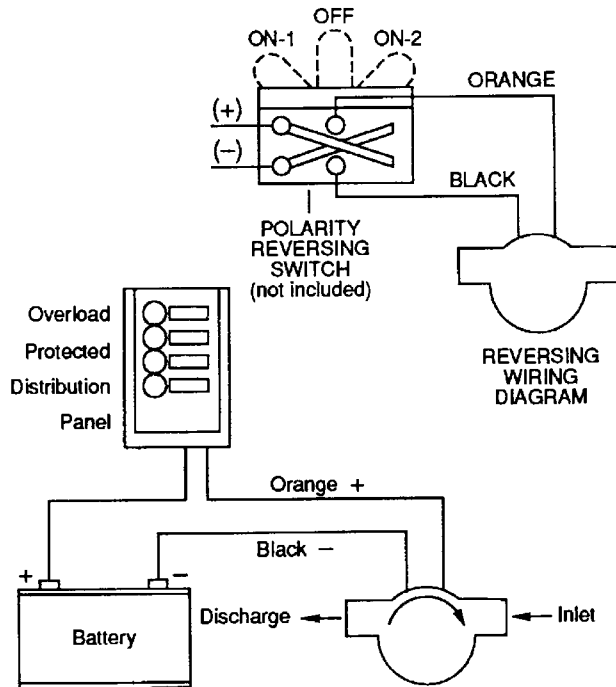 OFF
ON-1
ON-2
ORANGE
(+)
(−)
BLACK
POLARITY
REVERSING
SWITCH
(not included)
REVERSING
WIRING
DIAGRAM
Overload
Protected
Distribution
Panel
Orange +
Black −
+
−
Battery
Discharge
Inlet